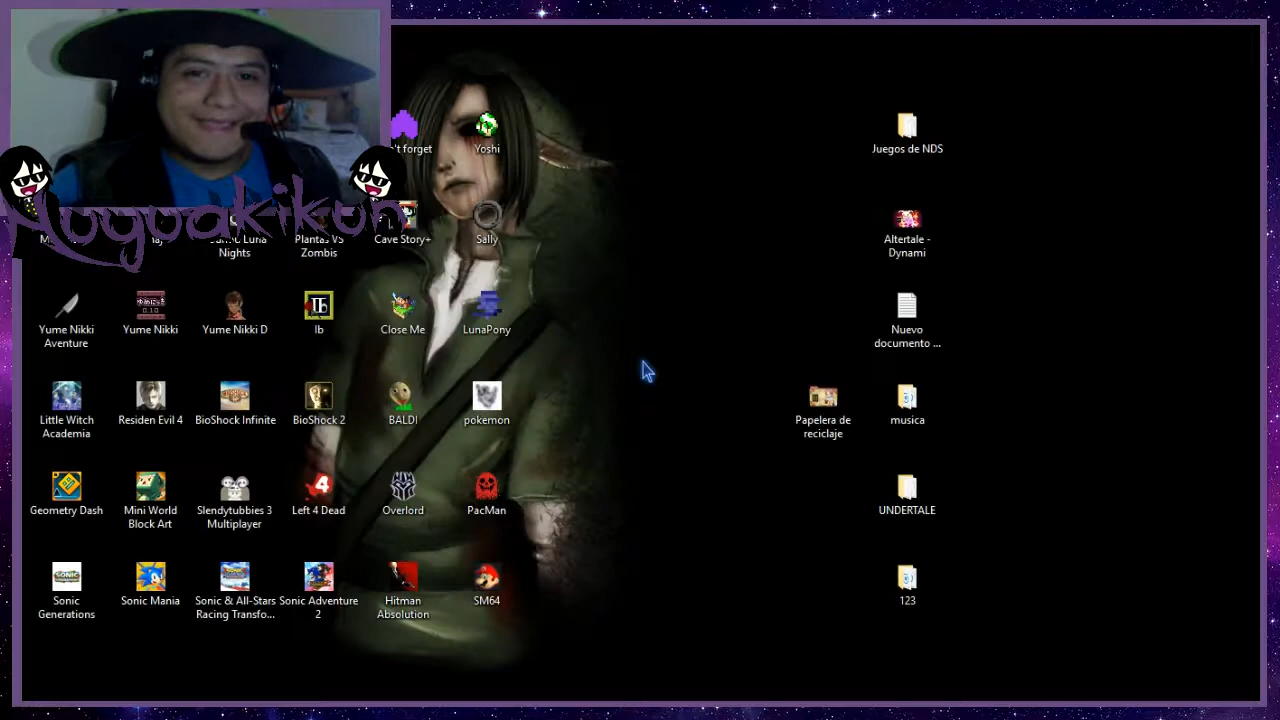 't forget
Yoshi
Juegos de NDS
Nuguakikun
Luna
Nights
Plantas VS
Zombis
Cave Story+
Sally
Altertale -
Dynami
Yume Nikki
Aventure
Yume Nikki
Yume Nikki D
Ib
Close Me
LunaPony
Nuevo
documento ...
Little Witch
Academia
Residen Evil 4
BioShock Infinite
BioShock 2
BALDI
pokemon
Papelera de
reciclaje
musica
Geometry Dash
Mini World
Block Art
Slendytubbies 3
Multiplayer
Left 4 Dead
Overlord
PacMan
UNDERTALE
Sonic
Generations
Sonic Mania
Sonic & All-Stars
Racing Transfo...
Sonic Adventure
2
Hitman
Absolution
SM64
123